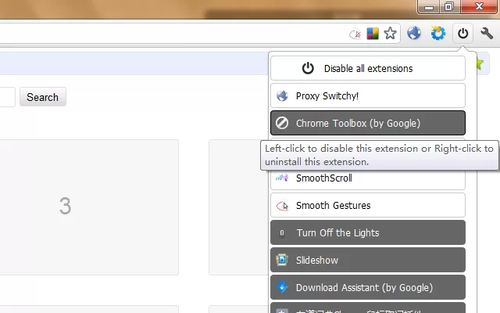 Disable all extensions
Search
Proxy Switchy!
Chrome Toolbox (by Google)
Left-click to disable this extension or Right-click to
uninstall this extension.
SmoothScroll
3
Smooth Gestures
Turn Off the Lights
Slideshow
Download Assistant (by Google)